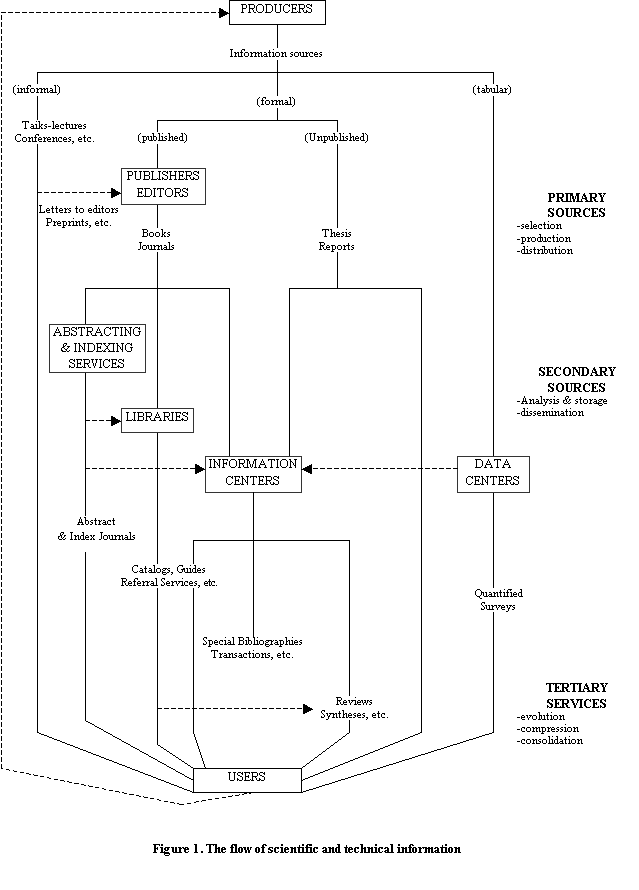 PRODUCERS
Information sources
(informal)
(formal)
(tabular)
Taiks-lectures
Conferences, etc.
(published)
(Unpublished)
PUBLISHERS
EDITORS
Letters to editors
Preprints, etc.
Books
Journals
Thesis
Reports
PRIMARY
SOURCES
-selection
-production
-distribution
ABSTRACTING
& INDEXING
SERVICES
LIBRARIES
SECONDARY
SOURCES
-Analysis & storage
-dissemination
INFORMATION
CENTERS
DATA
CENTERS
Abstract
& Index Journals
Catalogs, Guides
Referral Services, etc.
Quantified
Surveys
Special Bibliographies
Transactions, etc.
Reviews
Syntheses, etc.
TERTIARY
SERVICES
-evolution
-compression
-consolidation
USERS
Figure 1. The flow of scientific and technical information